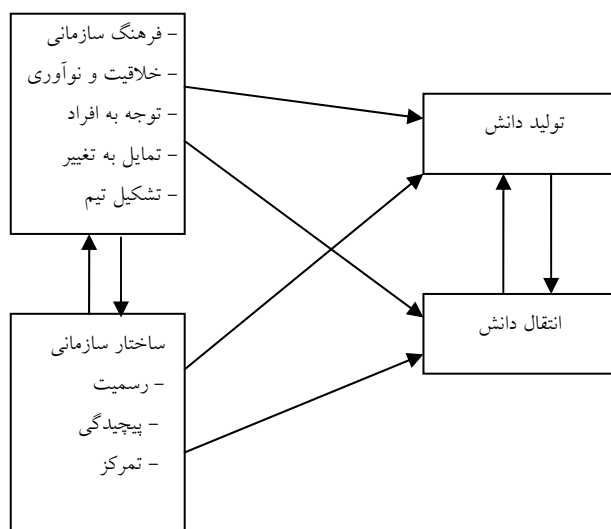 - فرهنگ سازمانی
- خلاقیت و نوآوری
- توجه به افراد
- تمایل به تغییر
- تشکیل تیم
تولید دانش
انتقال دانش
ساختار سازمانی
- رسمیت
- پیچیدگی
- تمرکز